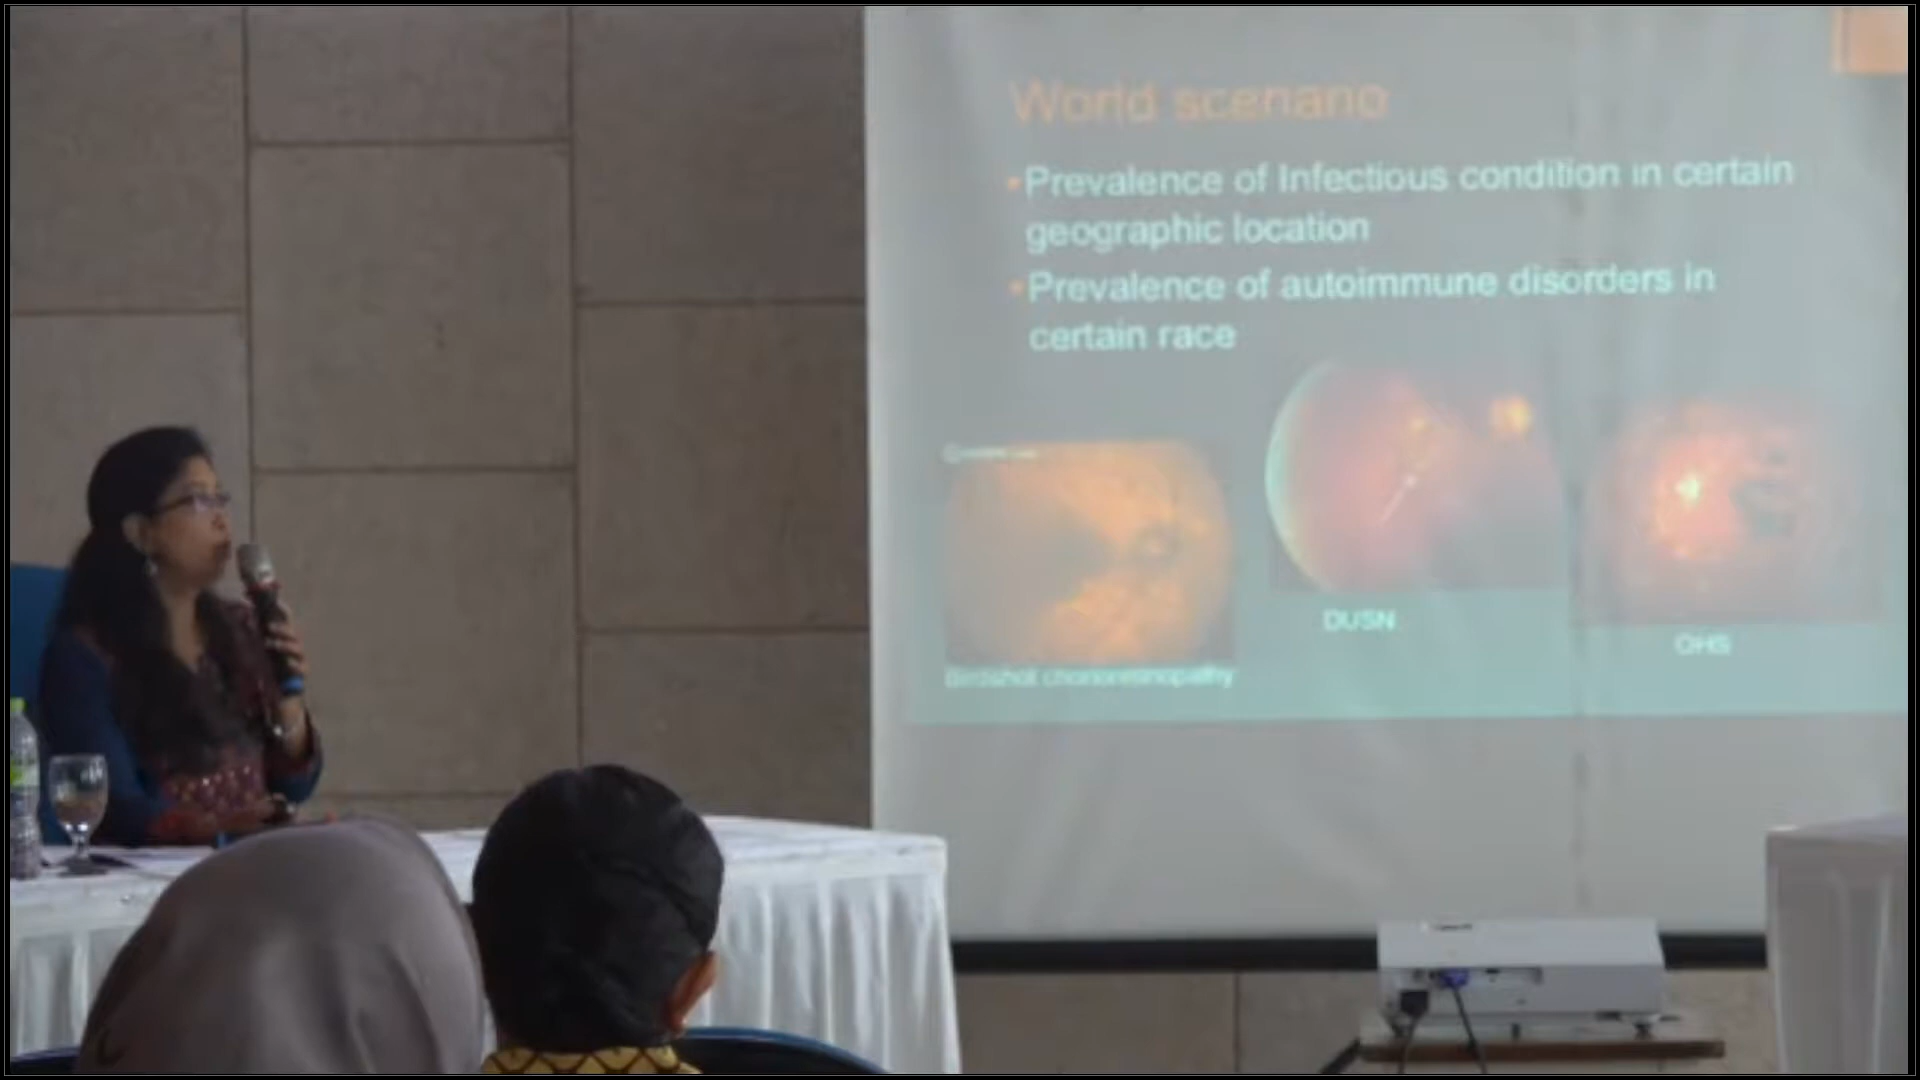 World scenario
Prevalence of Infectious condition in certain
geographic location
Prevalence of autoimmune disorders in
certain race
DUSN
OHS
Birdshot chorioretinopathy